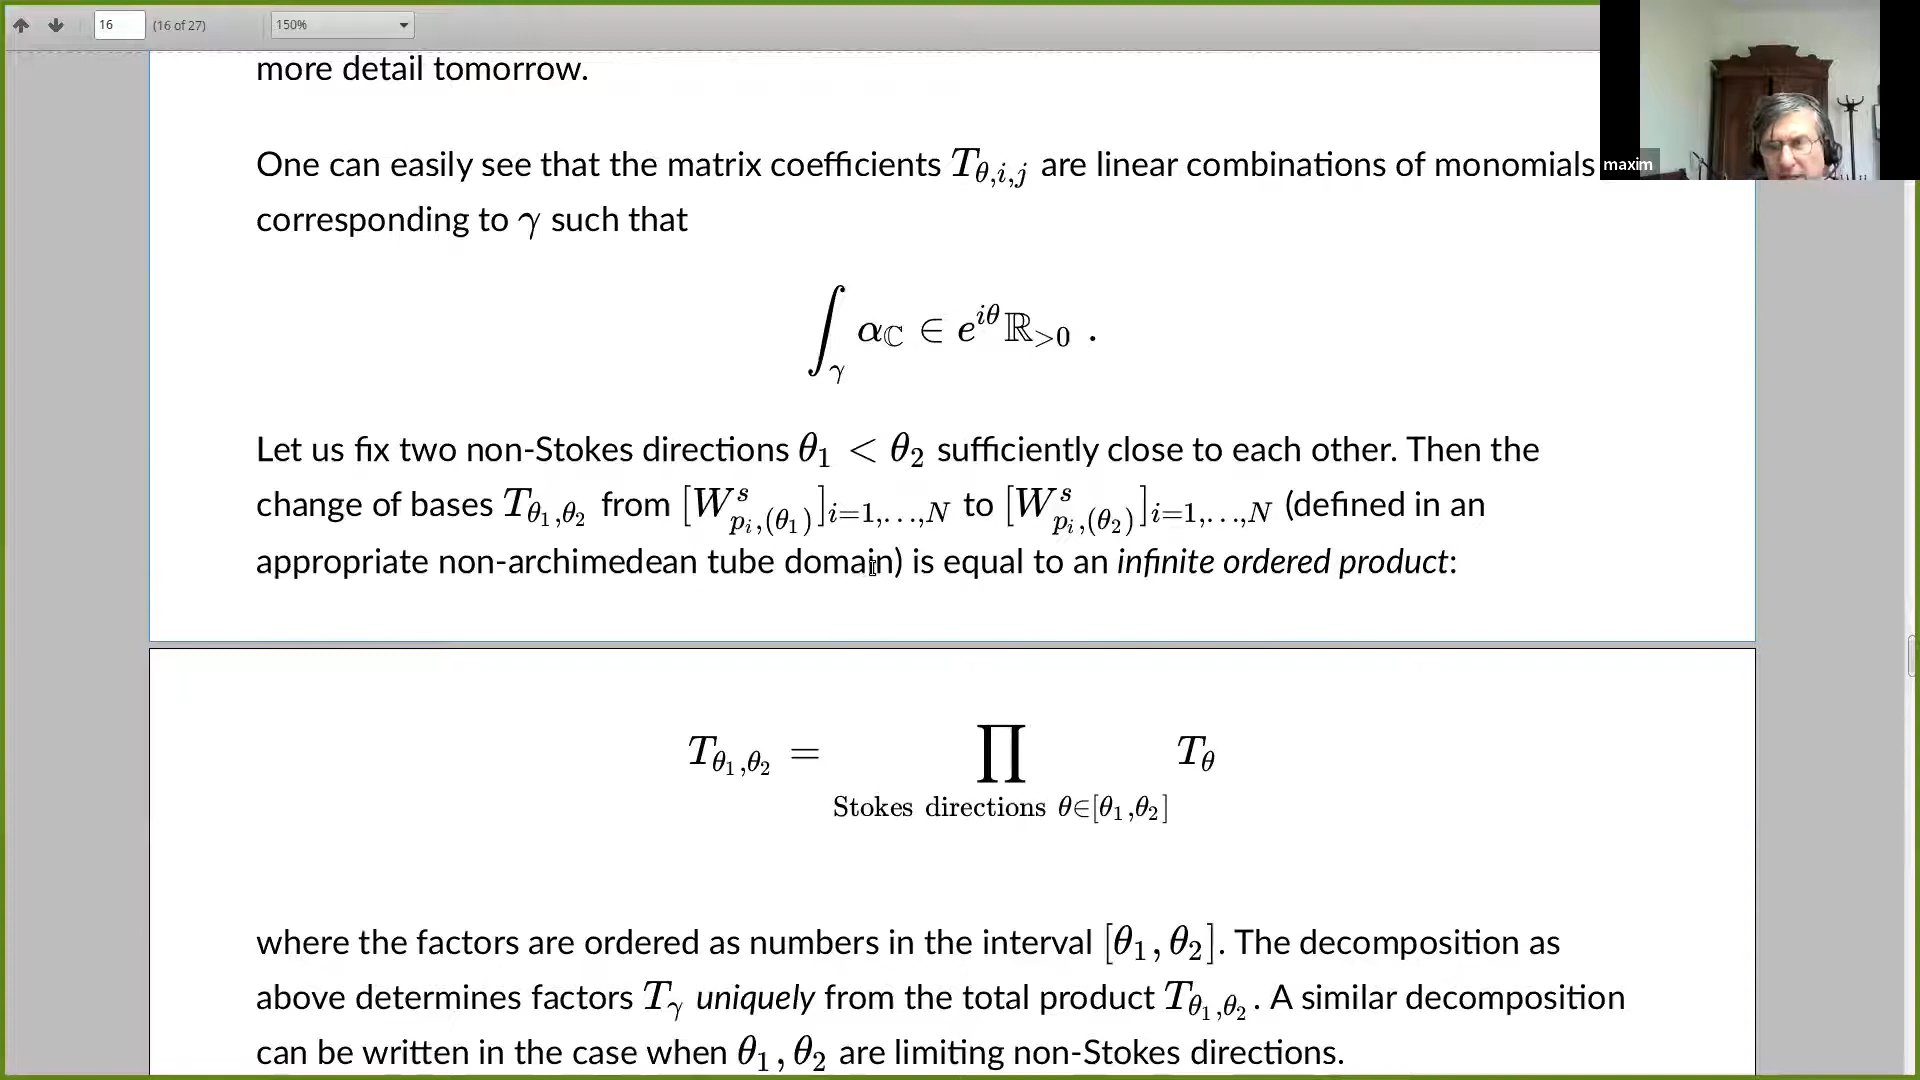 16 (16 of 27) 150%
maxim
more detail tomorrow.
One can easily see that the matrix coefficients $T_{\theta,i,j}$ are linear combinations of monomials
corresponding to $\gamma$ such that
$\int_\gamma \alpha_{\mathbb{C}} \in e^{i\theta} \mathbb{R}_{>0}$ .
Let us fix two non-Stokes directions $\theta_1 < \theta_2$ sufficiently close to each other. Then the
change of bases $T_{\theta_1,\theta_2}$ from $[W^s_{p_i,(\theta_1)}]_{i=1,\ldots,N}$ to $[W^s_{p_i,(\theta_2)}]_{i=1,\ldots,N}$ (defined in an
appropriate non-archimedean tube domain) is equal to an infinite ordered product:
$T_{\theta_1,\theta_2} = \prod_{\text{Stokes directions } \theta \in [\theta_1,\theta_2]} T_\theta$
where the factors are ordered as numbers in the interval $[\theta_1, \theta_2]$. The decomposition as
above determines factors $T_\gamma$ uniquely from the total product $T_{\theta_1,\theta_2}$. A similar decomposition
can be written in the case when $\theta_1, \theta_2$ are limiting non-Stokes directions.